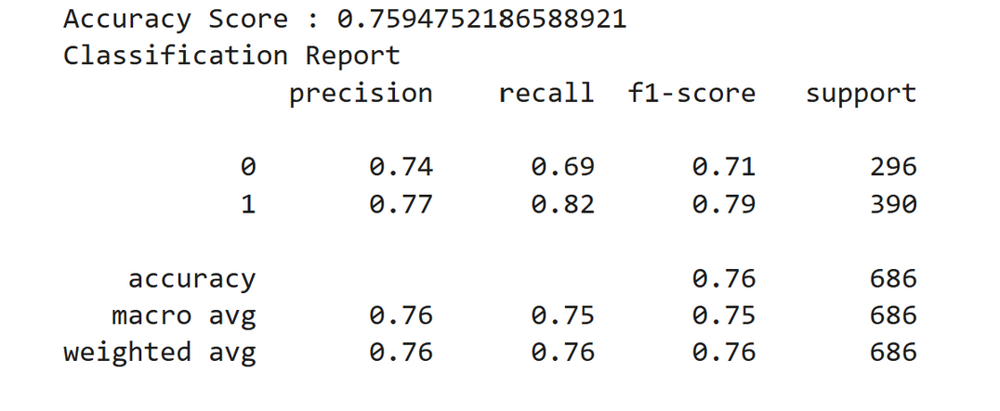 Accuracy Score : 0.7594752186588921
Classification Report
precision recall f1-score support
0 0.74 0.69 0.71 296
1 0.77 0.82 0.79 390
accuracy 0.76 686
macro avg 0.76 0.75 0.75 686
weighted avg 0.76 0.76 0.76 686